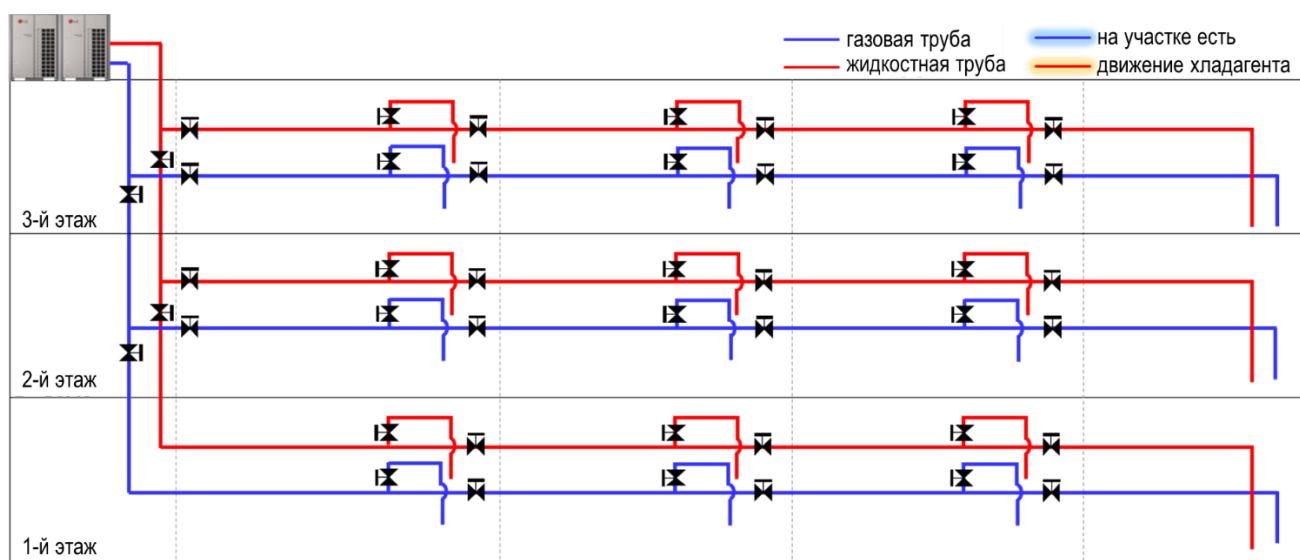 газовая труба
на участке есть
жидкостная труба
движение хладагента
3-й этаж
2-й этаж
1-й этаж